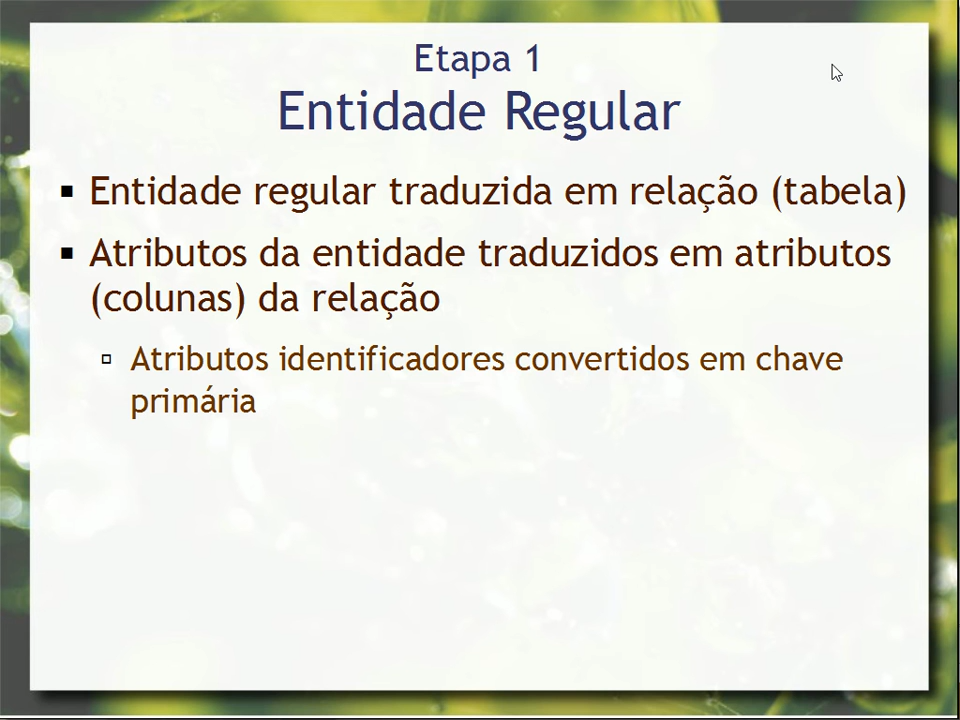 Etapa 1
Entidade Regular
Entidade regular traduzida em relação (tabela)
Atributos da entidade traduzidos em atributos
(colunas) da relação
Atributos identificadores convertidos em chave
primária